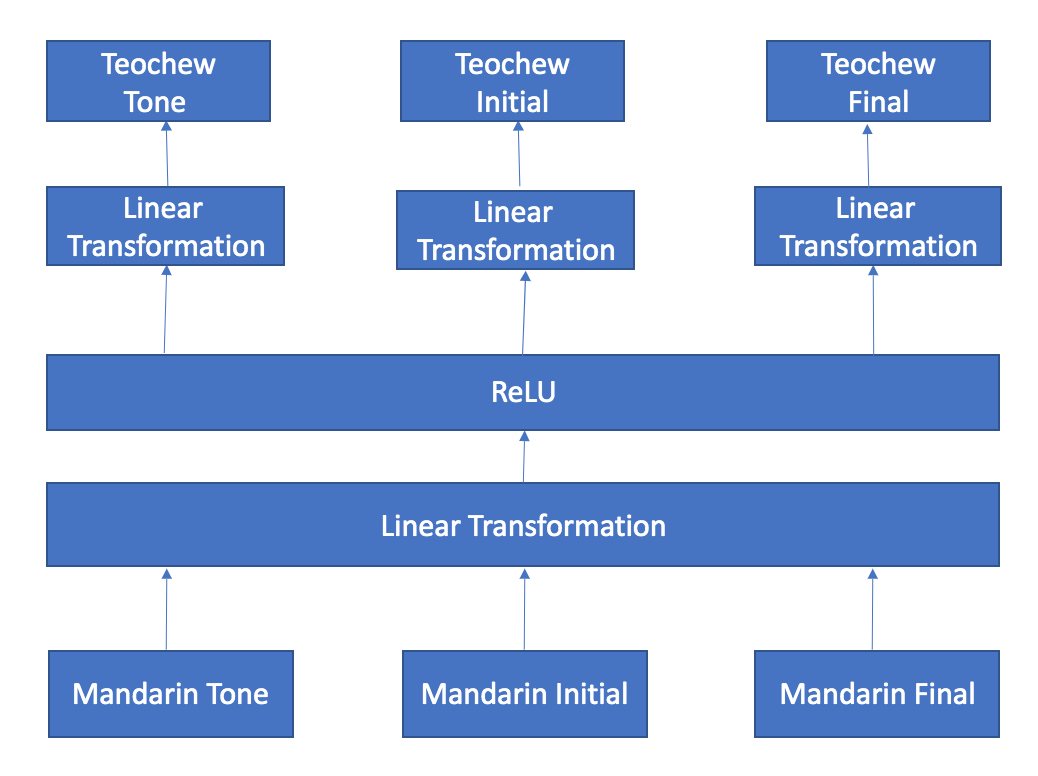 Teochew
Tone
Teochew
Initial
Teochew
Final
Linear
Transformation
Linear
Transformation
Linear
Transformation
ReLU
Linear Transformation
Mandarin Tone
Mandarin Initial
Mandarin Final